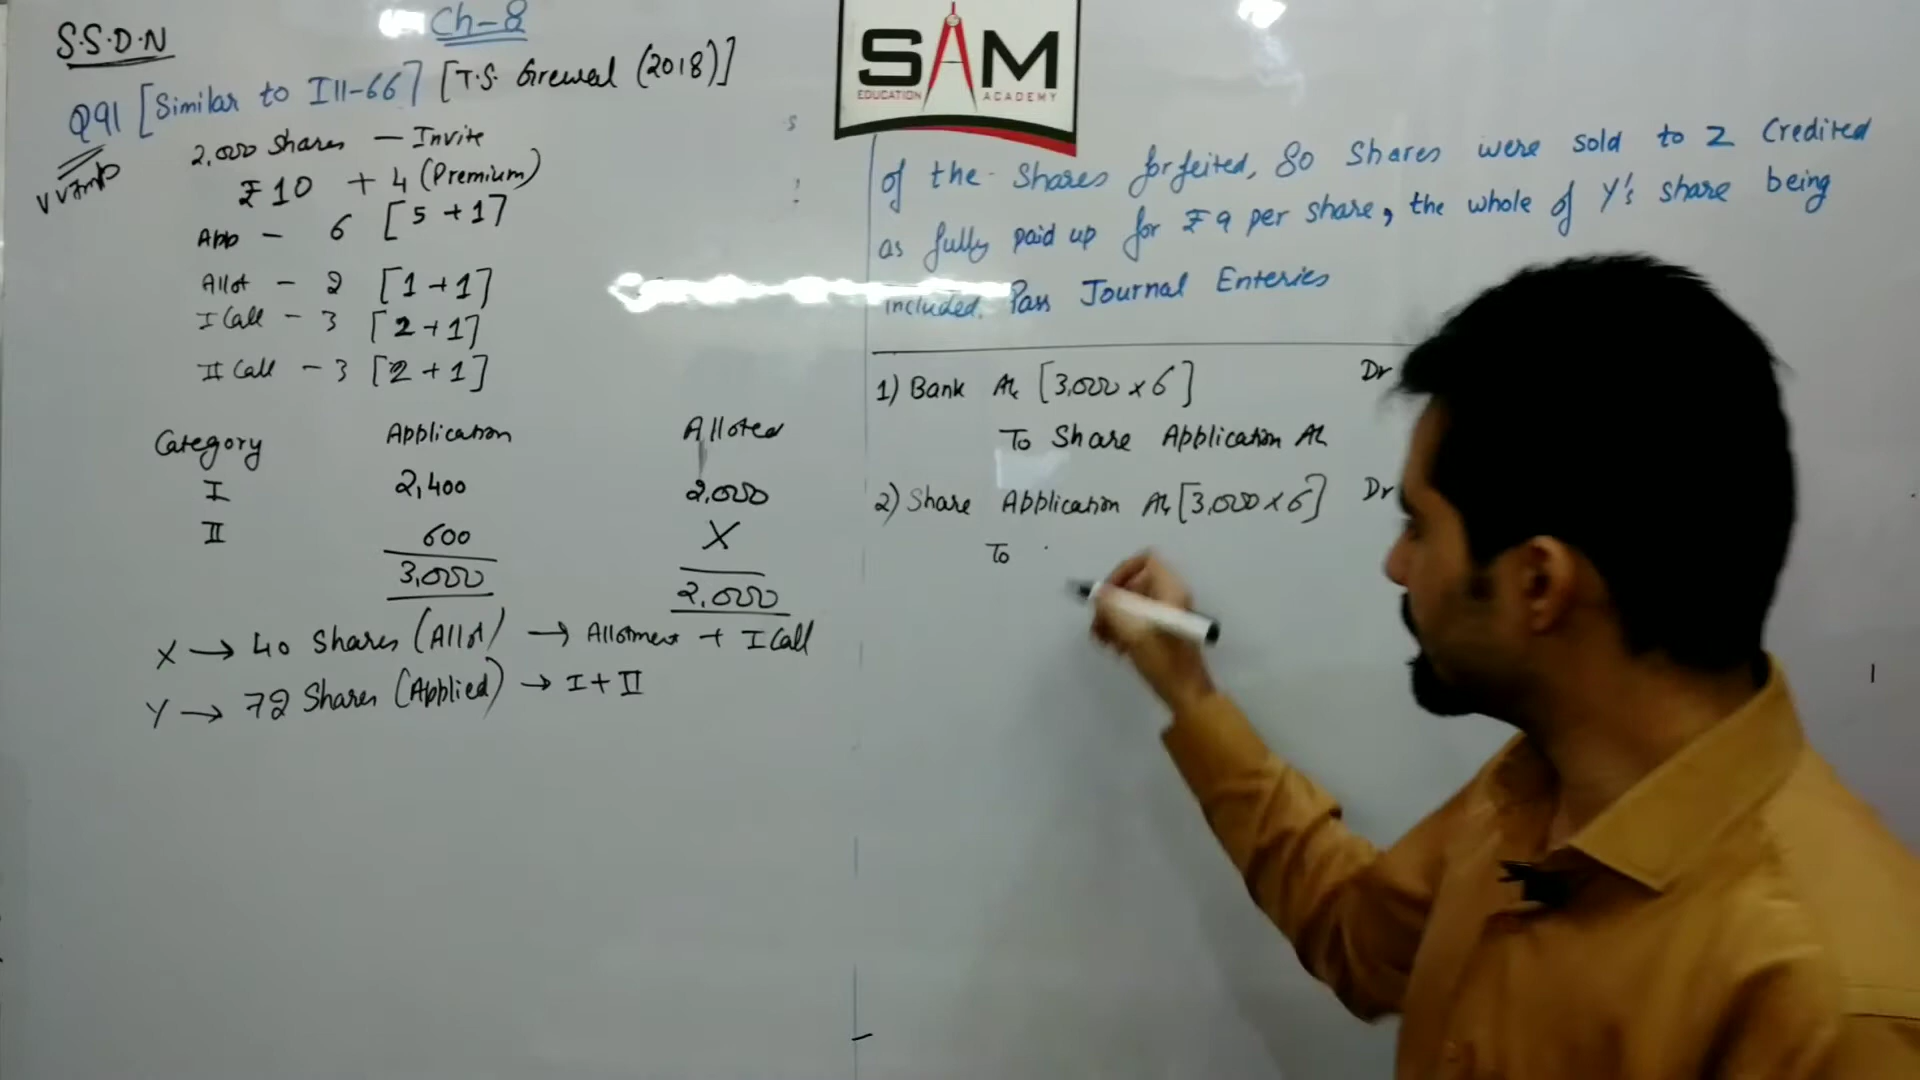 S.S.D.N
Ch-8
Q91 [Similar to Ill-66] [T.S. Grewal (2018)]
VVImp
2,000 Shares — Invite
₹10 + 4 (Premium)
App — 6 [5+1]
Allot — 2 [1+1]
I Call — 3 [2+1]
II Call — 3 [2+1]
Category Application Alloted
I 2,400 2,000
II 600 X
3,000 2,000
X → 40 Shares (Allot) → Allotment + I Call
Y → 72 Shares (Applied) → I + II
SAM
EDUCATION ACADEMY
of the Shares forfeited, 80 Shares were sold to Z Credited
as fully paid up for ₹9 per share, the whole of Y's share being
included. Pass Journal Enteries
1) Bank A/c [3,000 x 6] Dr
To Share Application A/c
2) Share Application A/c [3,000 x 6] Dr
To